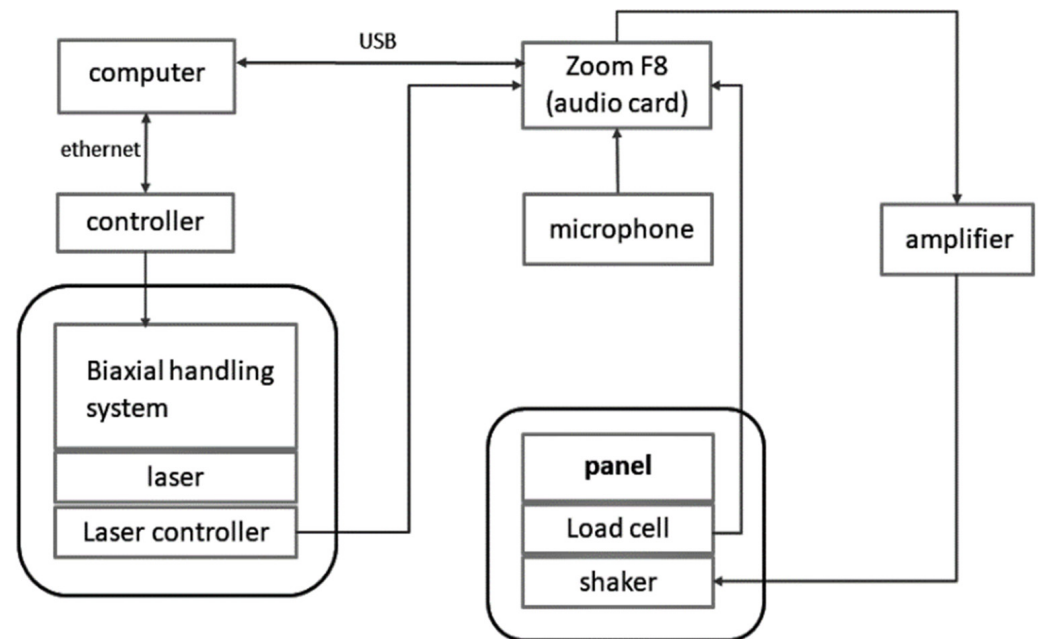 USB
computer
Zoom F8
(audio card)
ethernet
controller
microphone
amplifier
Biaxial handling
system
laser
Laser controller
panel
Load cell
shaker